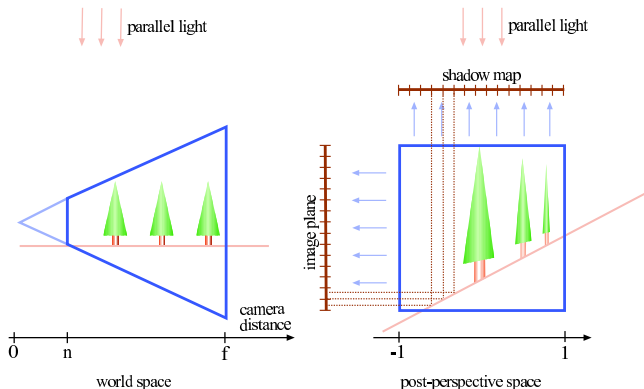 parallel light
parallel light
shadow map
image plane
camera
distance
0 n f
-1 1
world space
post-perspective space